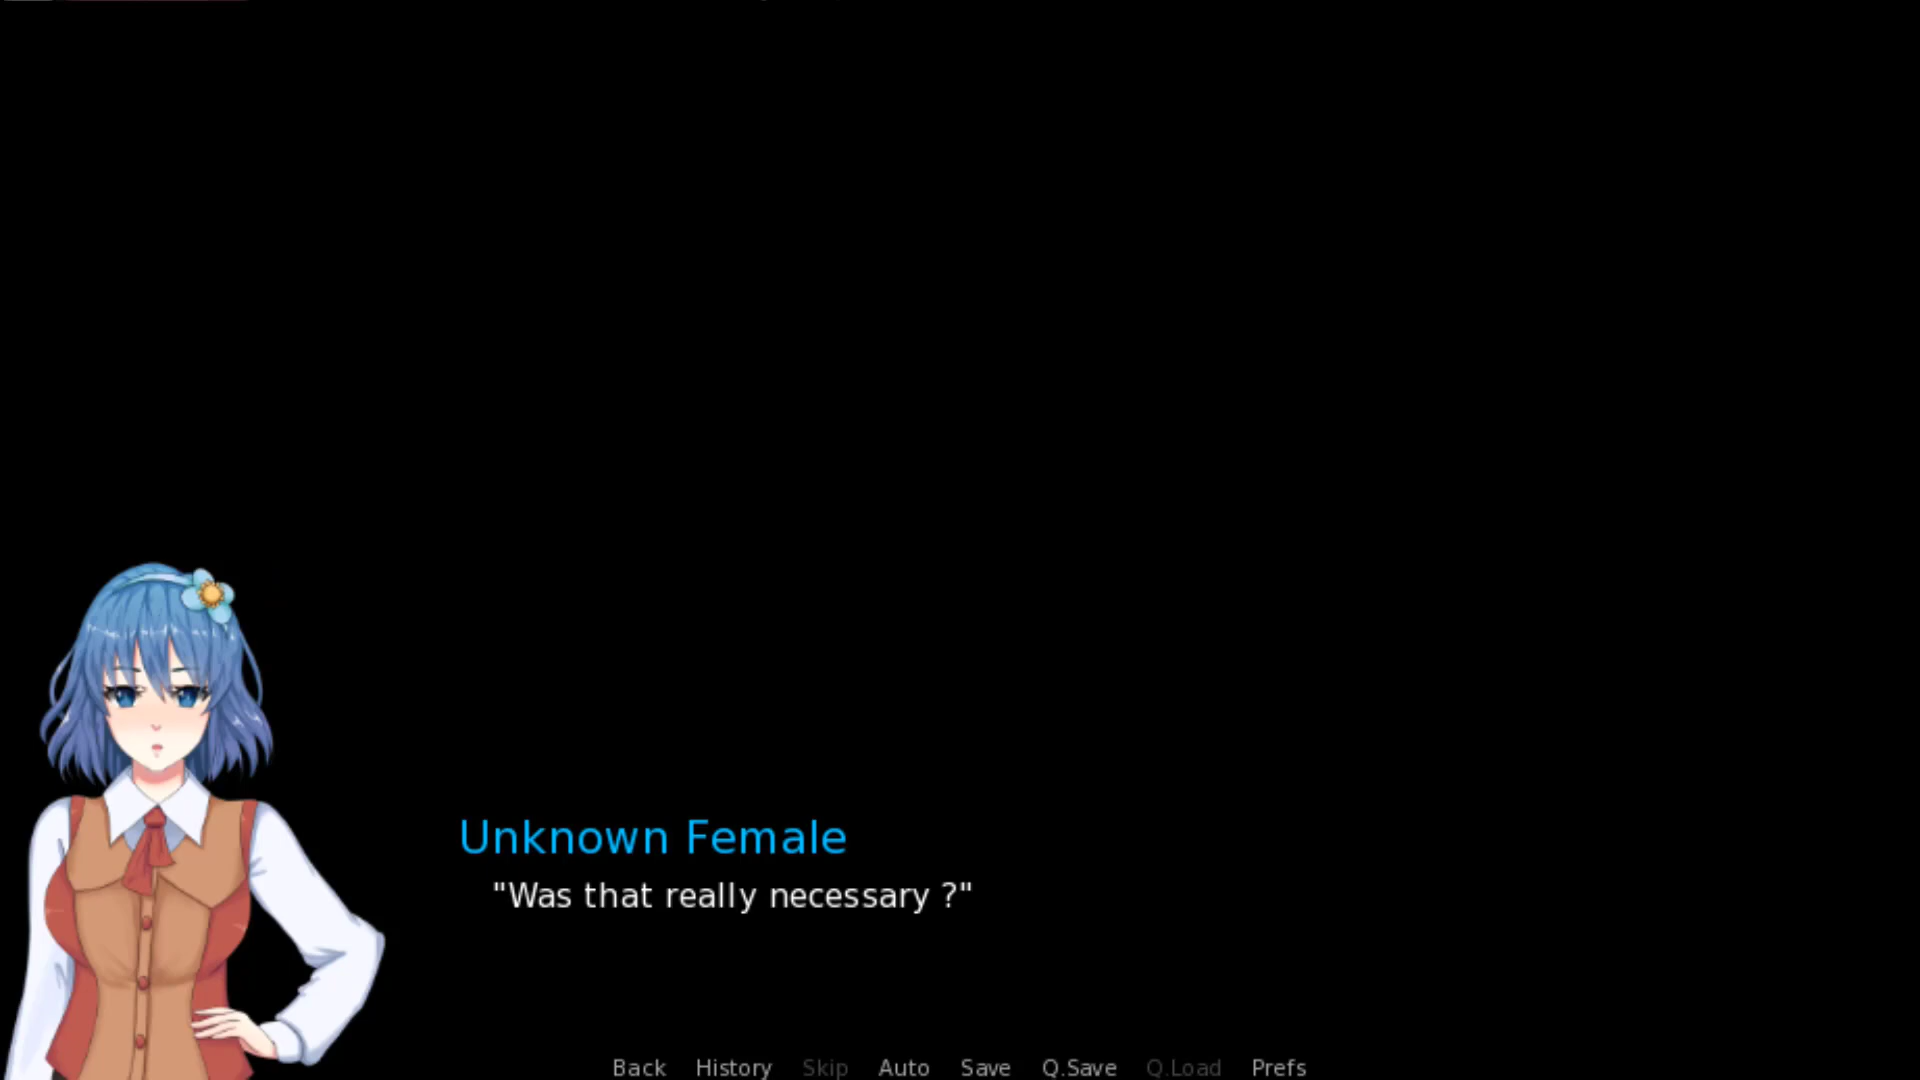 Unknown Female
"Was that really necessary ?"
Back History Skip Auto Save Q.Save Q.Load Prefs